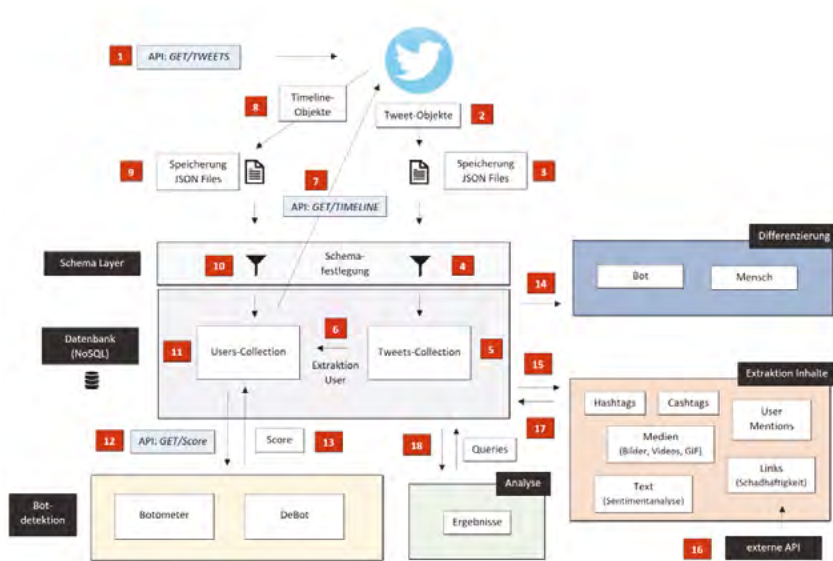 1
API: GET/TWEETS
8
Timeline-
Objekte
Tweet-Objekte
2
9
Speicherung
JSON Files
7
Speicherung
JSON Files
3
API: GET/TIMELINE
Differenzierung
Schema Layer
10
Schema-
festlegung
4
14
Bot
Mensch
Datenbank
(NoSQL)
11
Users-Collection
6
Extraktion
User
Tweets-Collection
5
15
Extraktion Inhalte
17
Hashtags
Cashtags
User
Mentions
Medien
(Bilder, Videos, GIF)
Links
(Schadhaftigkeit)
Text
(Sentimentanalyse)
12
API: GET/Score
Score
13
18
Queries
Bot-
detektion
Botometer
DeBot
Analyse
Ergebnisse
16
externe API